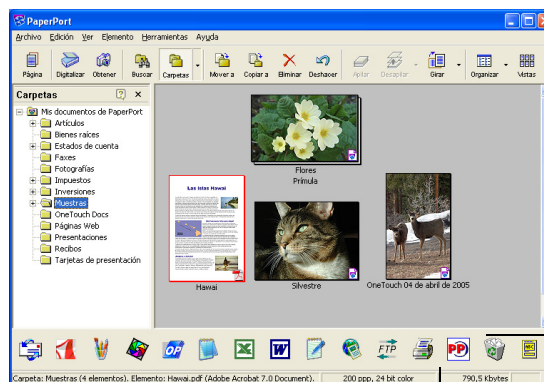 PaperPort
Archivo Edición Ver Elemento Herramientas Ayuda
Página Digitalizar Obtener Buscar Carpetas Mover a Copiar a Eliminar Deshacer Apilar Desapilar Girar Organizar Vistas
Carpetas
Mis documentos de PaperPort
Artículos
Bienes raíces
Estados de cuenta
Faxes
Fotografías
Impuestos
Inversiones
Muestras
OneTouch Docs
Páginas Web
Presentaciones
Recibos
Tarjetas de presentación
Flores
Prímula
Las Islas Hawai
Hawai
Silvestre
OneTouch 04 de abril de 2005
OP
W
FTP
PP
Carpeta: Muestras (4 elementos). Elemento: Hawai.pdf (Adobe Acrobat 7.0 Document).
200 ppp, 24 bit color
790,5 Kbytes